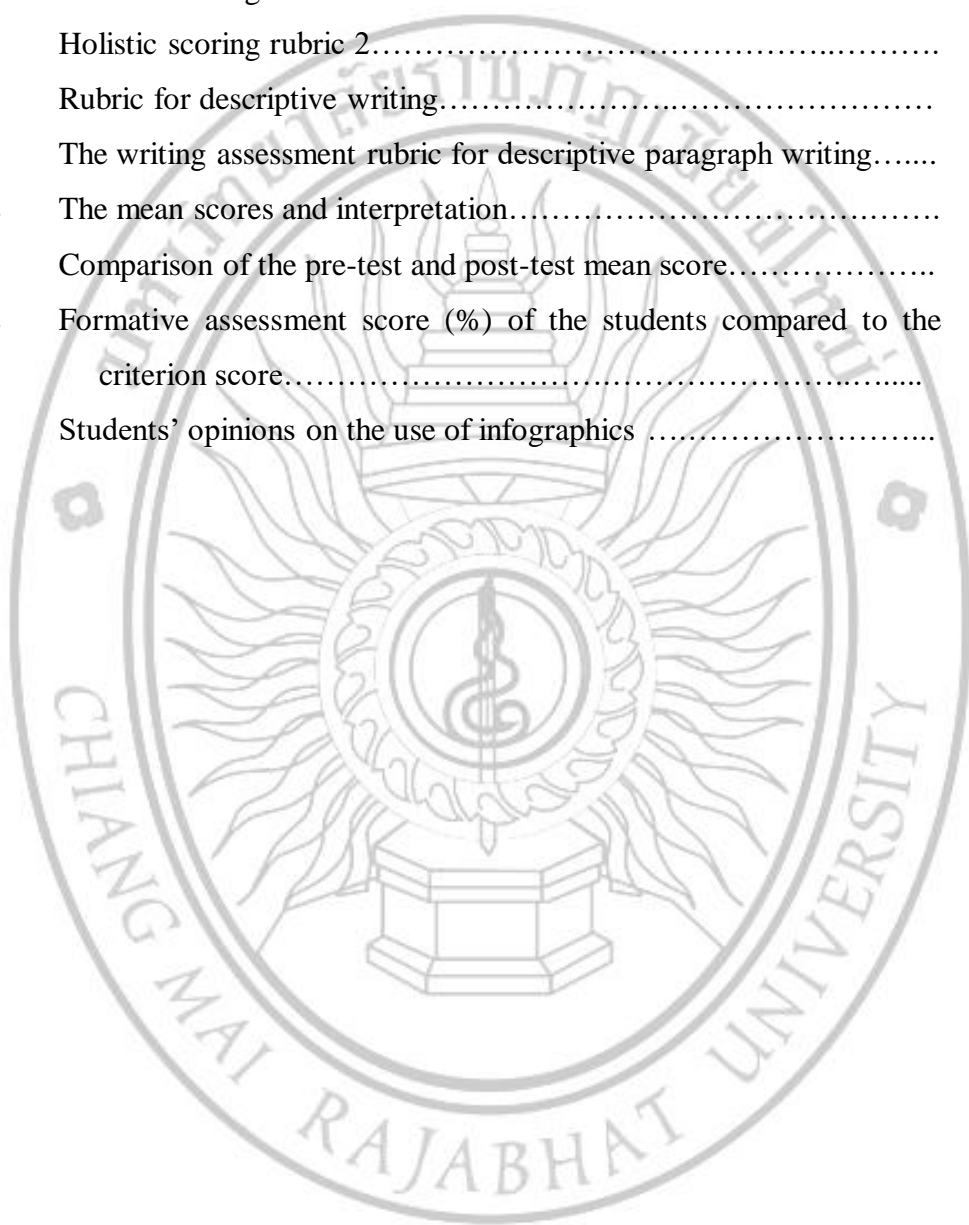 Holistic scoring rubric 2…………………………………………..……….
Rubric for descriptive writing…………………..……………………
The writing assessment rubric for descriptive paragraph writing…....
The mean scores and interpretation…………………………….…….
Comparison of the pre-test and post-test mean score………………..
Formative assessment score (%) of the students compared to the
criterion score………………………….…………………….…......
Students’ opinions on the use of infographics ….…………………...
CHIANG MAI RAJABHAT UNIVERSITY